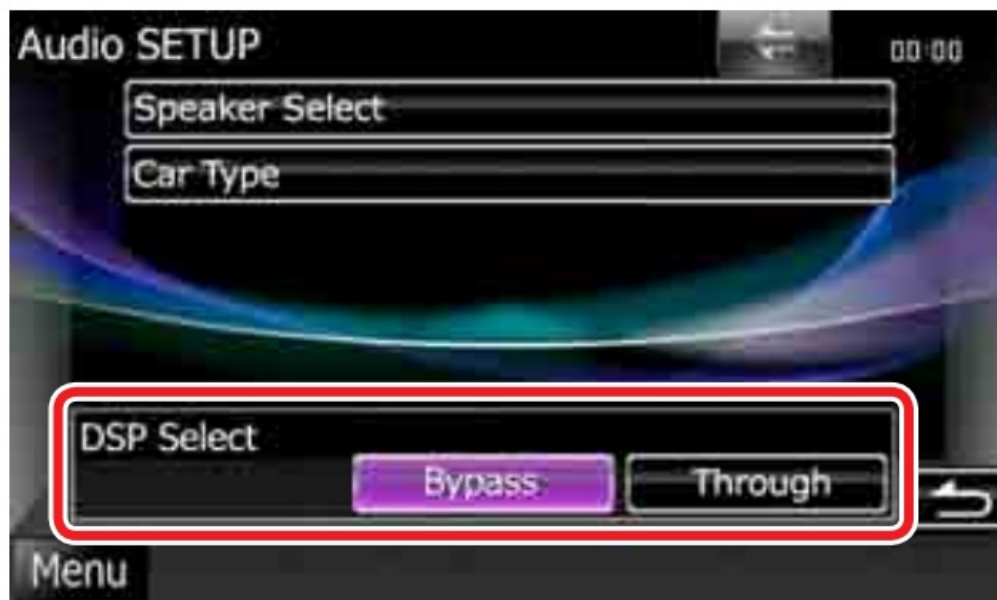 Audio SETUP 00:00
Speaker Select
Car Type
DSP Select
Bypass Through
Menu